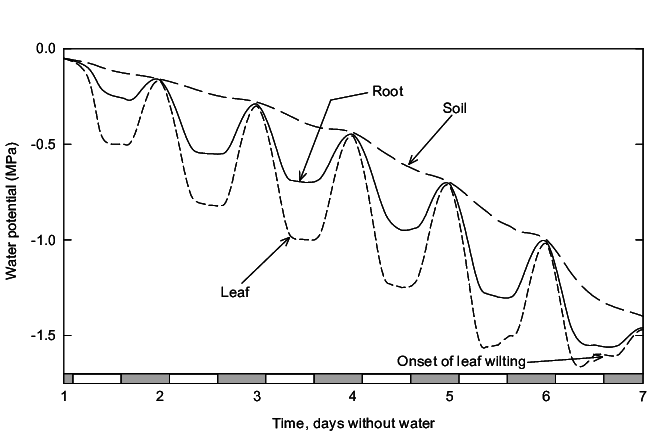 0.0
-0.5
-1.0
-1.5
Water potential (MPa)
Root
Soil
Leaf
Onset of leaf wilting
1 2 3 4 5 6 7
Time, days without water